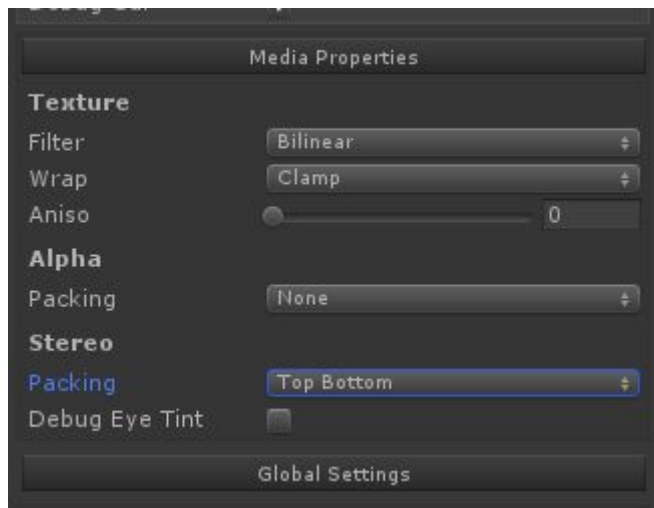 Media Properties
Texture
Filter Bilinear
Wrap Clamp
Aniso 0
Alpha
Packing None
Stereo
Packing Top Bottom
Debug Eye Tint
Global Settings